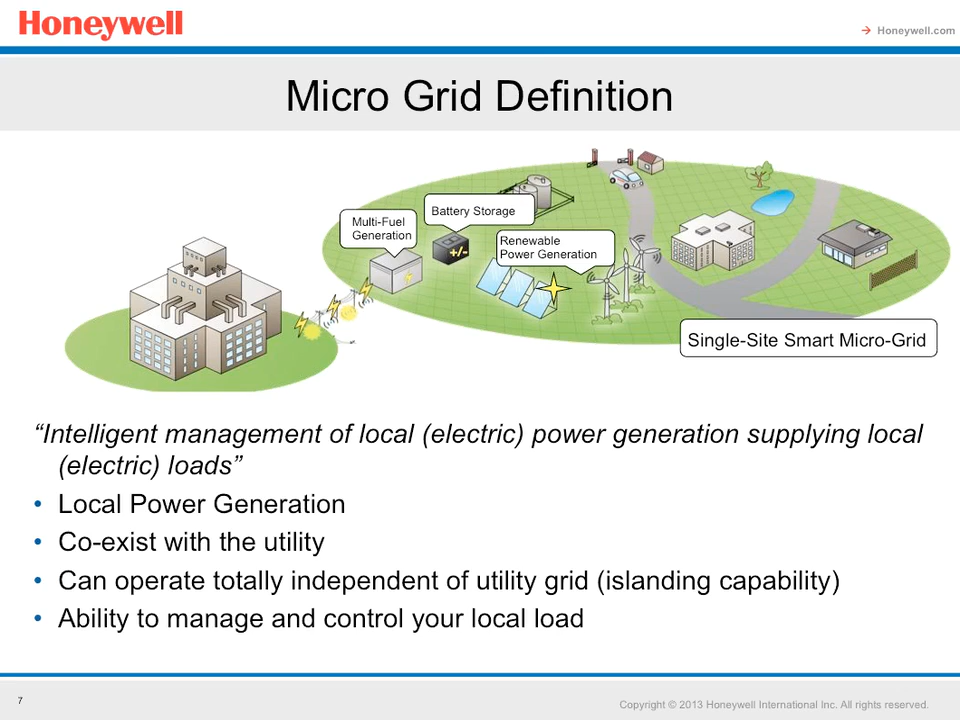 Honeywell
→ Honeywell.com
Micro Grid Definition
Multi-Fuel
Generation
Battery Storage
+/-
Renewable
Power Generation
Single-Site Smart Micro-Grid
“Intelligent management of local (electric) power generation supplying local
(electric) loads”
• Local Power Generation
• Co-exist with the utility
• Can operate totally independent of utility grid (islanding capability)
• Ability to manage and control your local load
7
Copyright © 2013 Honeywell International Inc. All rights reserved.